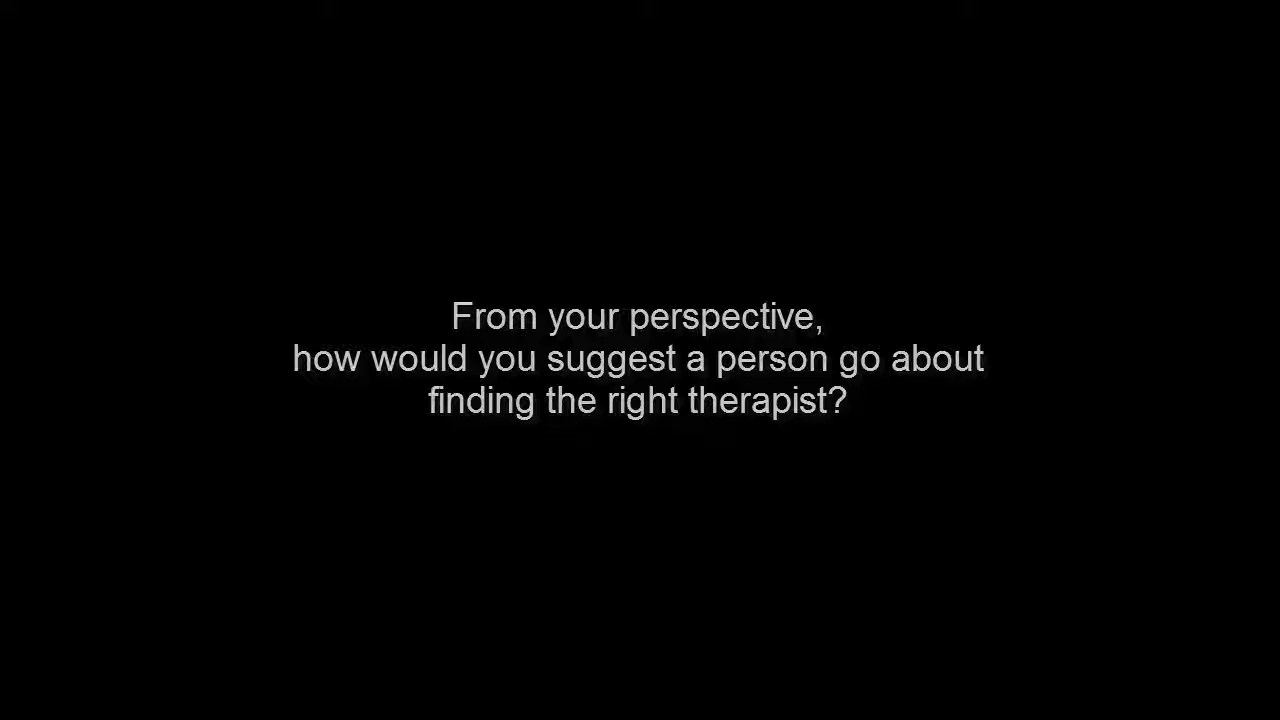 From your perspective,
how would you suggest a person go about
finding the right therapist?